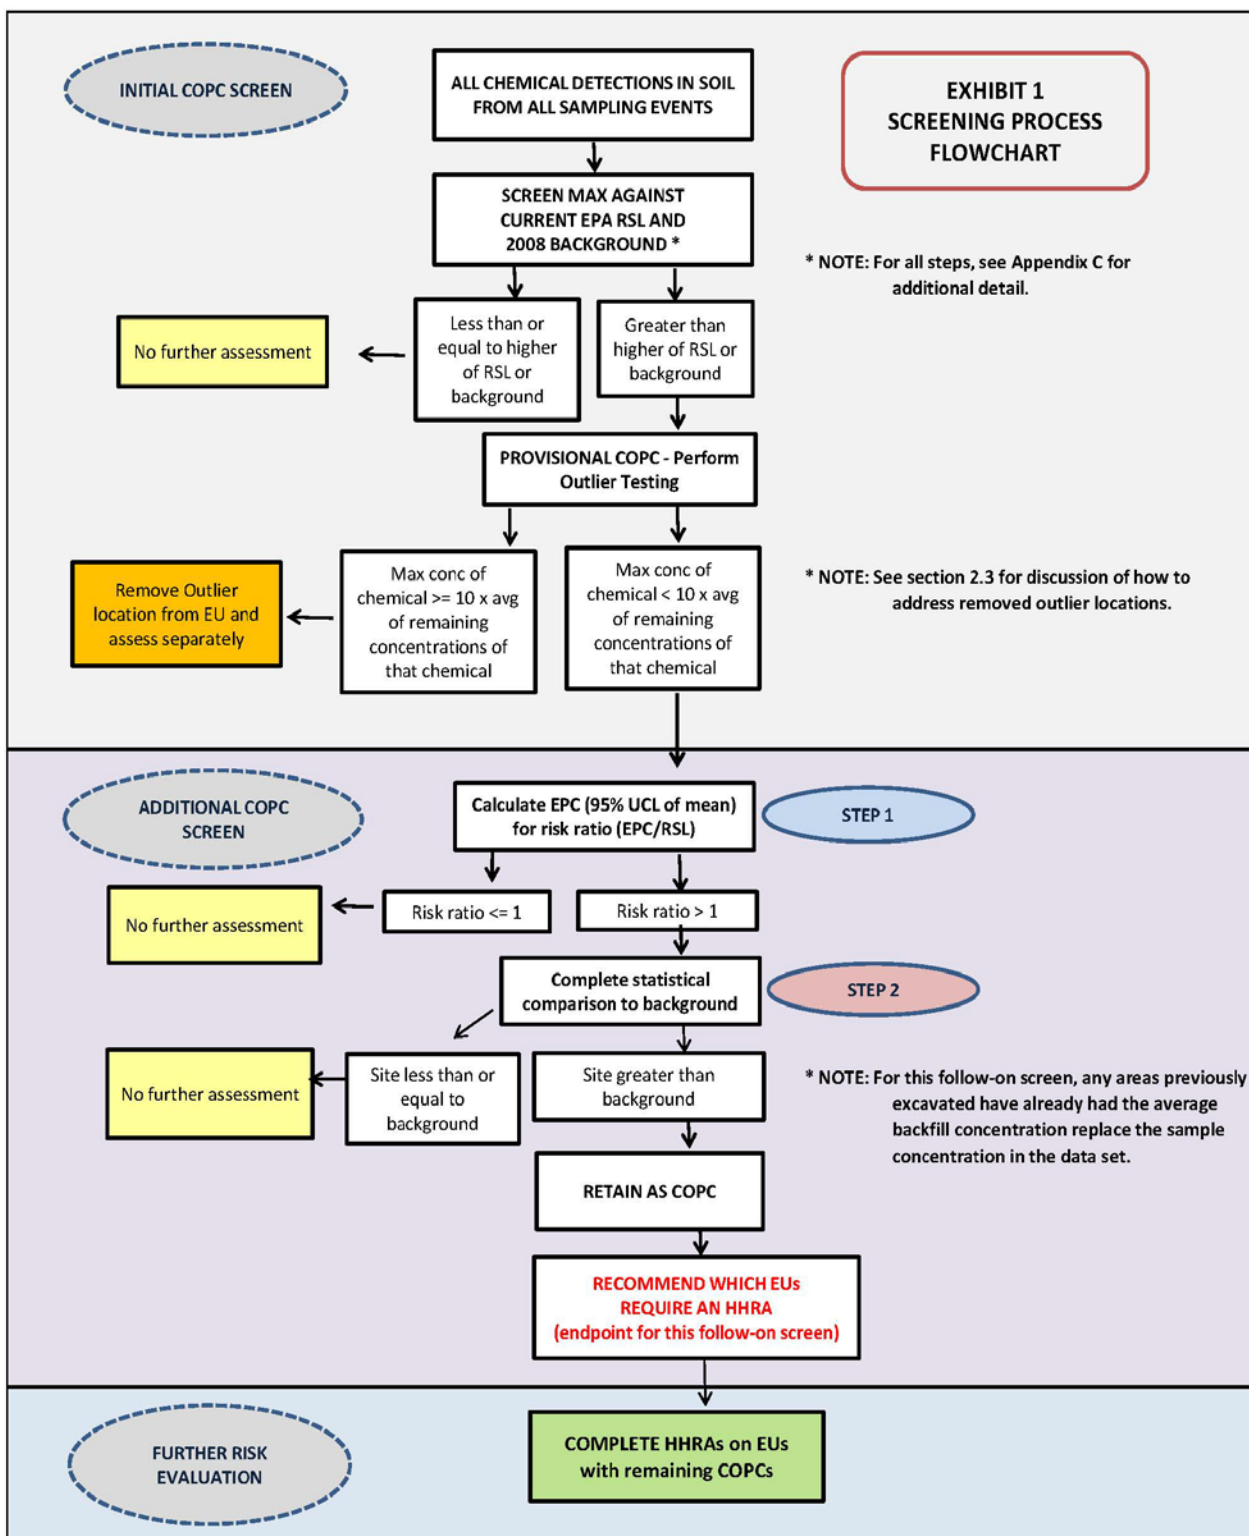 INITIAL COPC SCREEN
ALL CHEMICAL DETECTIONS IN SOIL
FROM ALL SAMPLING EVENTS
EXHIBIT 1
SCREENING PROCESS
FLOWCHART
SCREEN MAX AGAINST
CURRENT EPA RSL AND
2008 BACKGROUND *
* NOTE: For all steps, see Appendix C for
additional detail.
No further assessment
Less than or
equal to higher
of RSL or
background
Greater than
higher of RSL or
background
PROVISIONAL COPC - Perform
Outlier Testing
Remove Outlier
location from EU and
assess separately
Max conc of
chemical >= 10 x avg
of remaining
concentrations of
that chemical
Max conc of
chemical < 10 x avg
of remaining
concentrations of
that chemical
* NOTE: See section 2.3 for discussion of how to
address removed outlier locations.
ADDITIONAL COPC
SCREEN
Calculate EPC (95% UCL of mean)
for risk ratio (EPC/RSL)
STEP 1
No further assessment
Risk ratio <= 1
Risk ratio > 1
Complete statistical
comparison to background
STEP 2
No further assessment
Site less than or
equal to
background
Site greater than
background
* NOTE: For this follow-on screen, any areas previously
excavated have already had the average
backfill concentration replace the sample
concentration in the data set.
RETAIN AS COPC
RECOMMEND WHICH EUs
REQUIRE AN HHRA
(endpoint for this follow-on screen)
FURTHER RISK
EVALUATION
COMPLETE HHRAs on EUs
with remaining COPCs